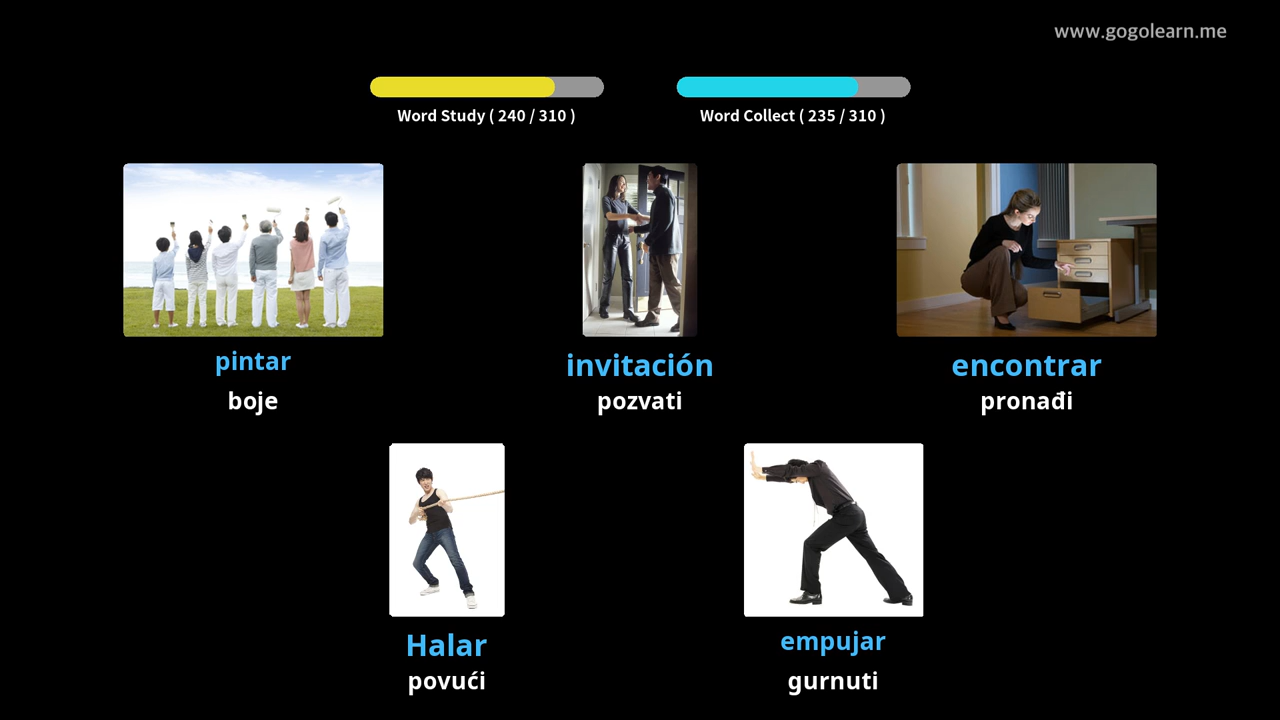 www.gogolearn.me
Word Study ( 240 / 310 )
Word Collect ( 235 / 310 )
pintar
boje
invitación
pozvati
encontrar
pronađi
Halar
povući
empujar
gurnuti